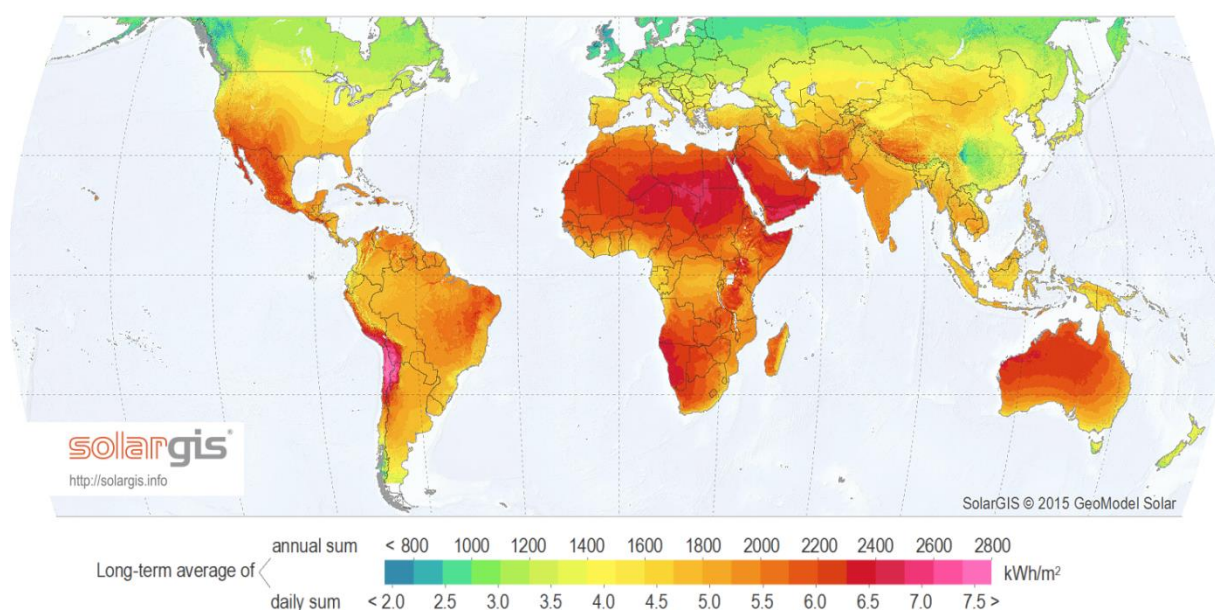 solargis®
http://solargis.info
SolarGIS © 2015 GeoModel Solar
annual sum < 800 1000 1200 1400 1600 1800 2000 2200 2400 2600 2800
Long-term average of kWh/m²
daily sum < 2.0 2.5 3.0 3.5 4.0 4.5 5.0 5.5 6.0 6.5 7.0 7.5 >